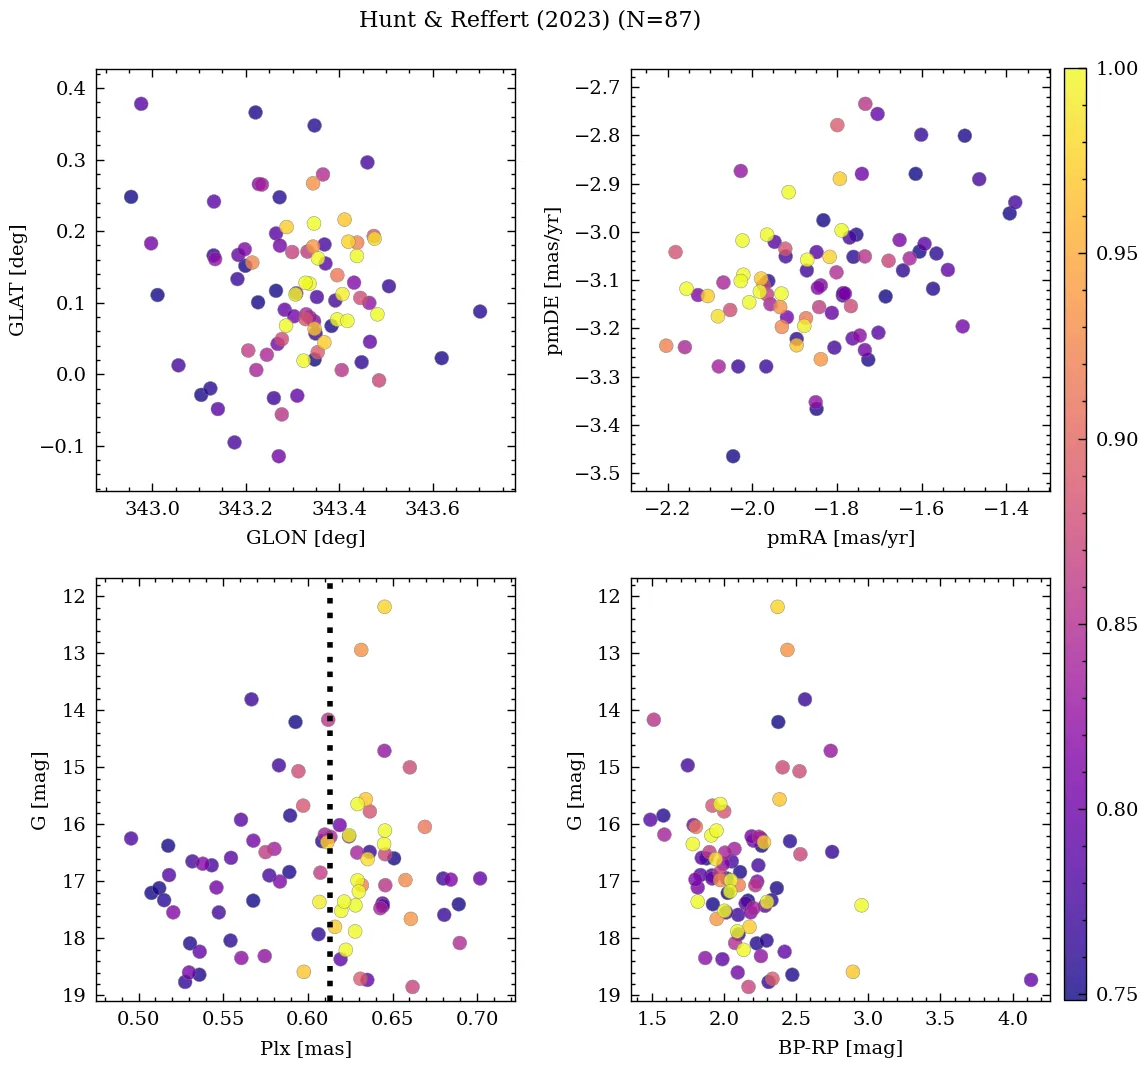 Hunt & Reffert (2023) (N=87)
0.4
0.3
0.2
0.1
0.0
−0.1
GLAT [deg]
343.0 343.2 343.4 343.6
GLON [deg]
−2.7
−2.8
−2.9
−3.0
−3.1
−3.2
−3.3
−3.4
−3.5
pmDE [mas/yr]
−2.2 −2.0 −1.8 −1.6 −1.4
pmRA [mas/yr]
12
13
14
15
16
17
18
19
G [mag]
0.50 0.55 0.60 0.65 0.70
Plx [mas]
12
13
14
15
16
17
18
19
G [mag]
1.5 2.0 2.5 3.0 3.5 4.0
BP-RP [mag]
1.00
0.95
0.90
0.85
0.80
0.75